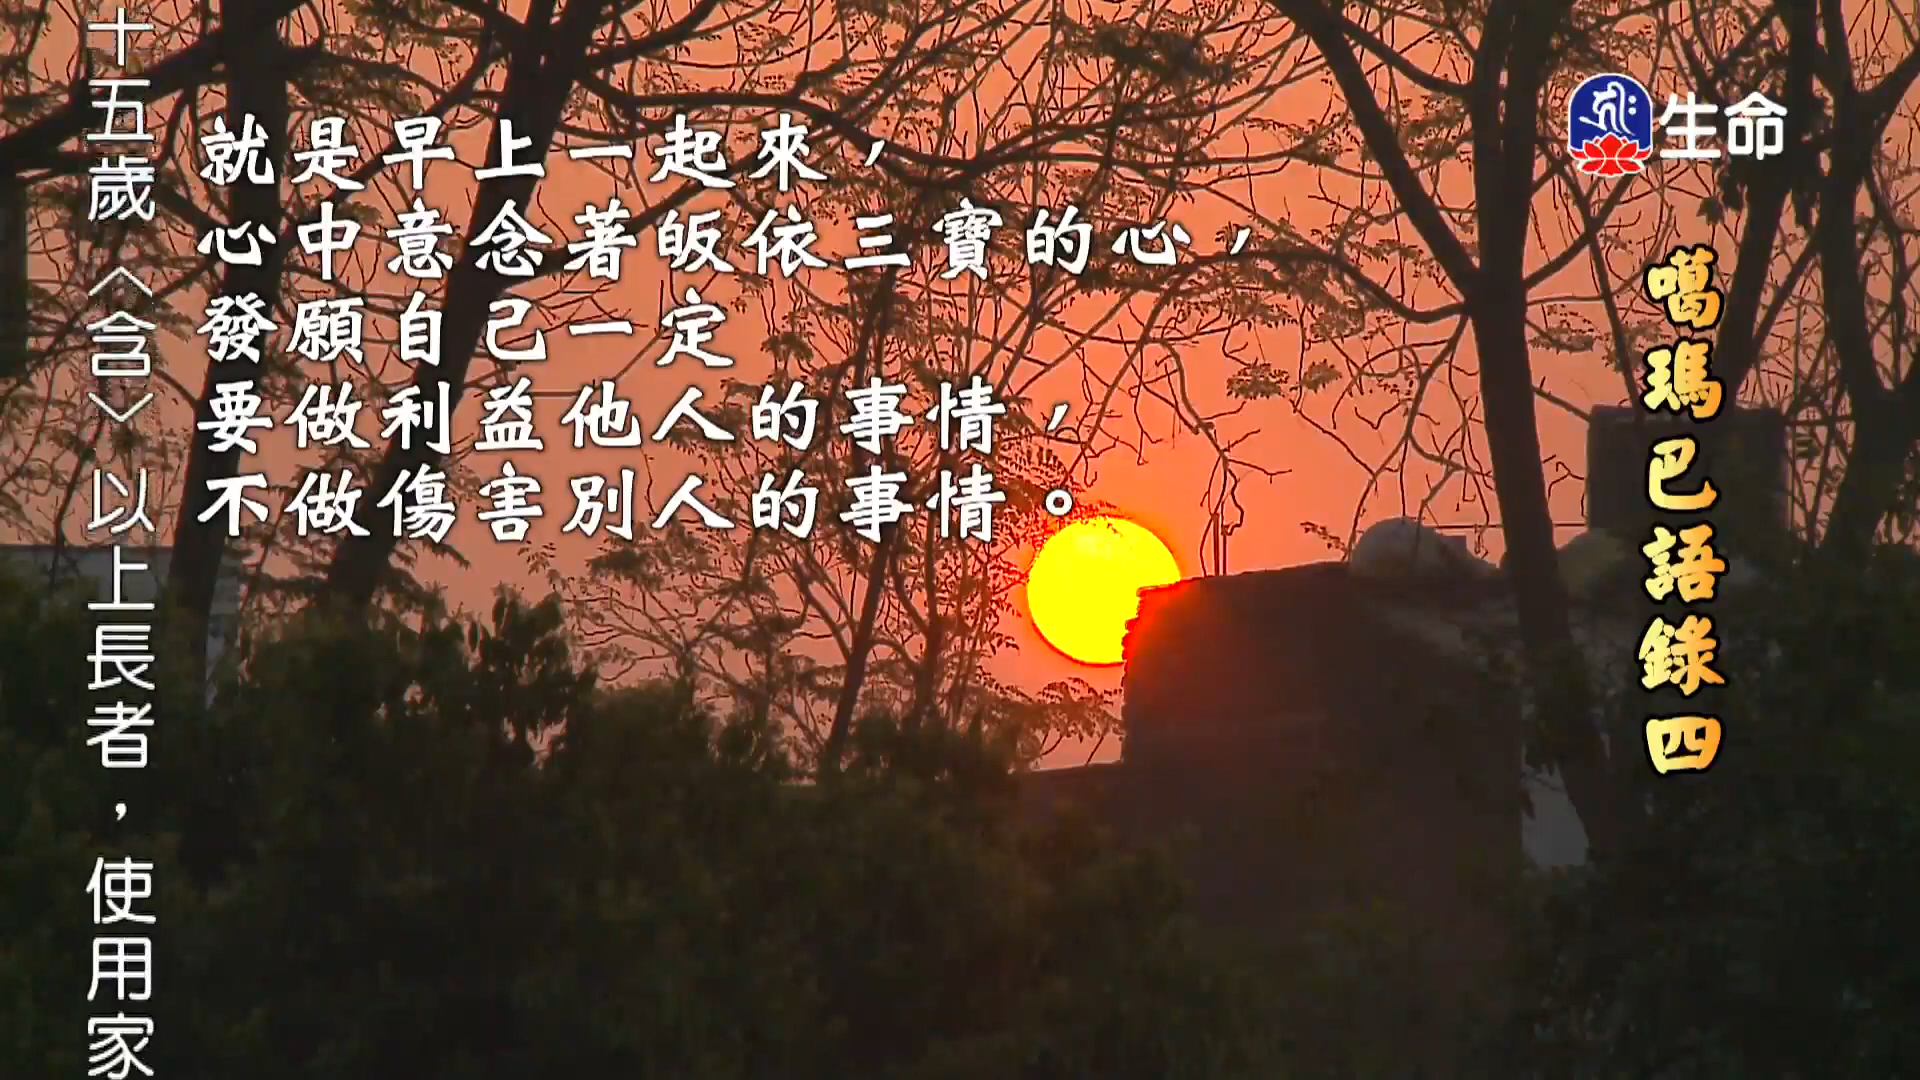 就是早上一起來，
心中意念著皈依三寶的心，
發願自己一定
要做利益他人的事情，
不做傷害別人的事情。
生命
噶瑪巴語錄四
十五歲〈含〉以上長者，使用家